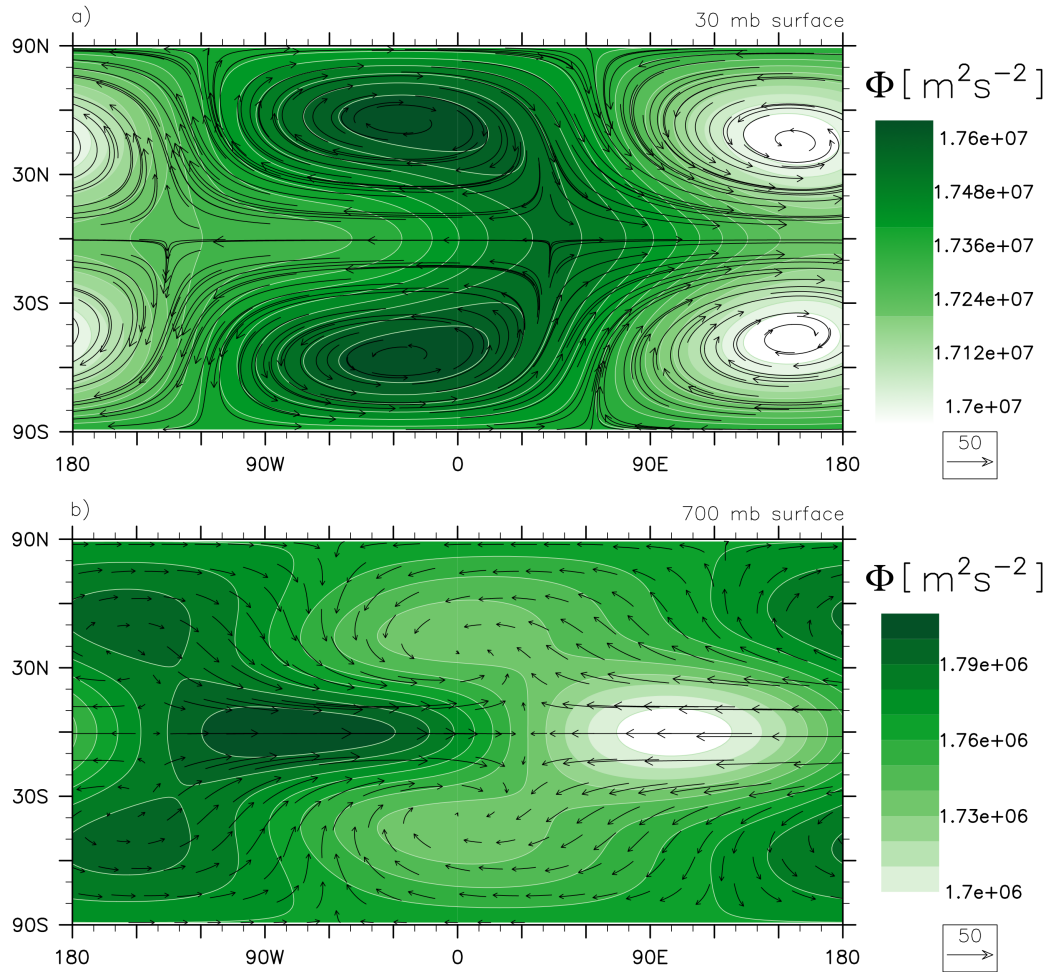 a)
30 mb surface
90N
30N
30S
90S
180
90W
0
90E
180
Φ [ m²s⁻² ]
1.76e+07
1.748e+07
1.736e+07
1.724e+07
1.712e+07
1.7e+07
50
b)
700 mb surface
90N
30N
30S
90S
180
90W
0
90E
180
Φ [ m²s⁻² ]
1.79e+06
1.76e+06
1.73e+06
1.7e+06
50